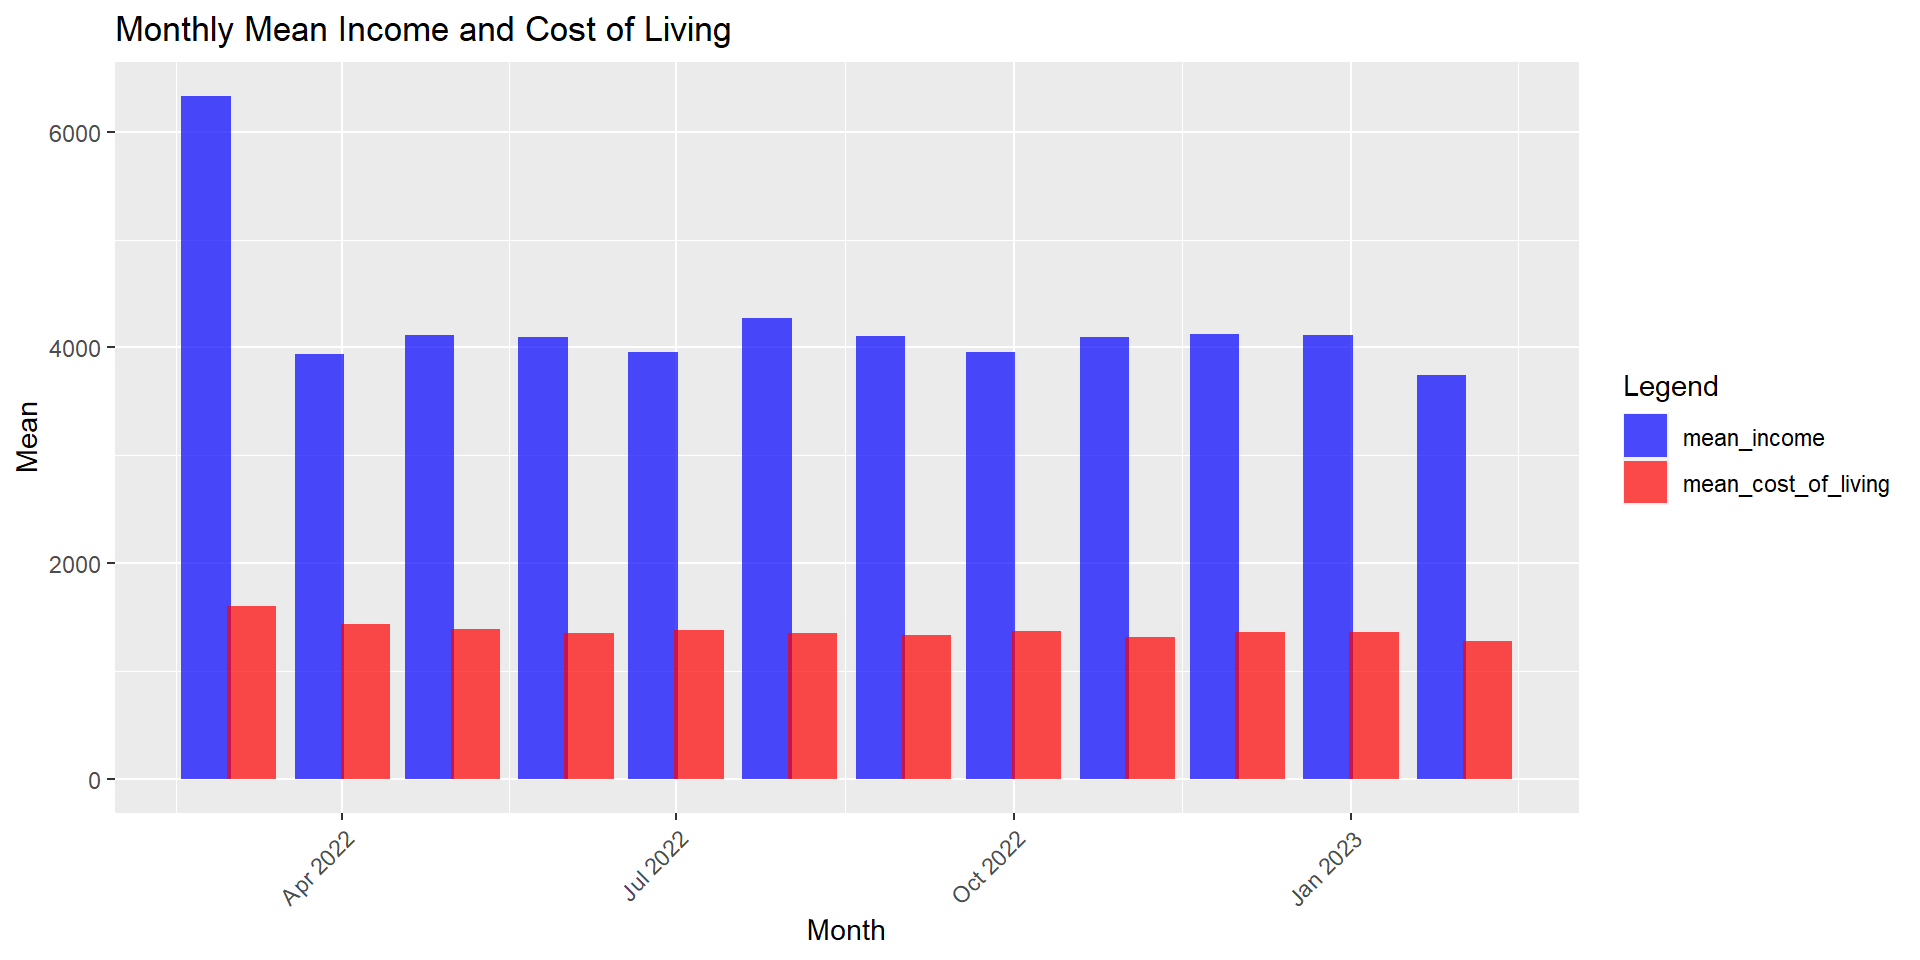 Monthly Mean Income and Cost of Living
6000
4000
2000
0
Mean
Apr 2022
Jul 2022
Oct 2022
Jan 2023
Month
Legend
mean_income
mean_cost_of_living